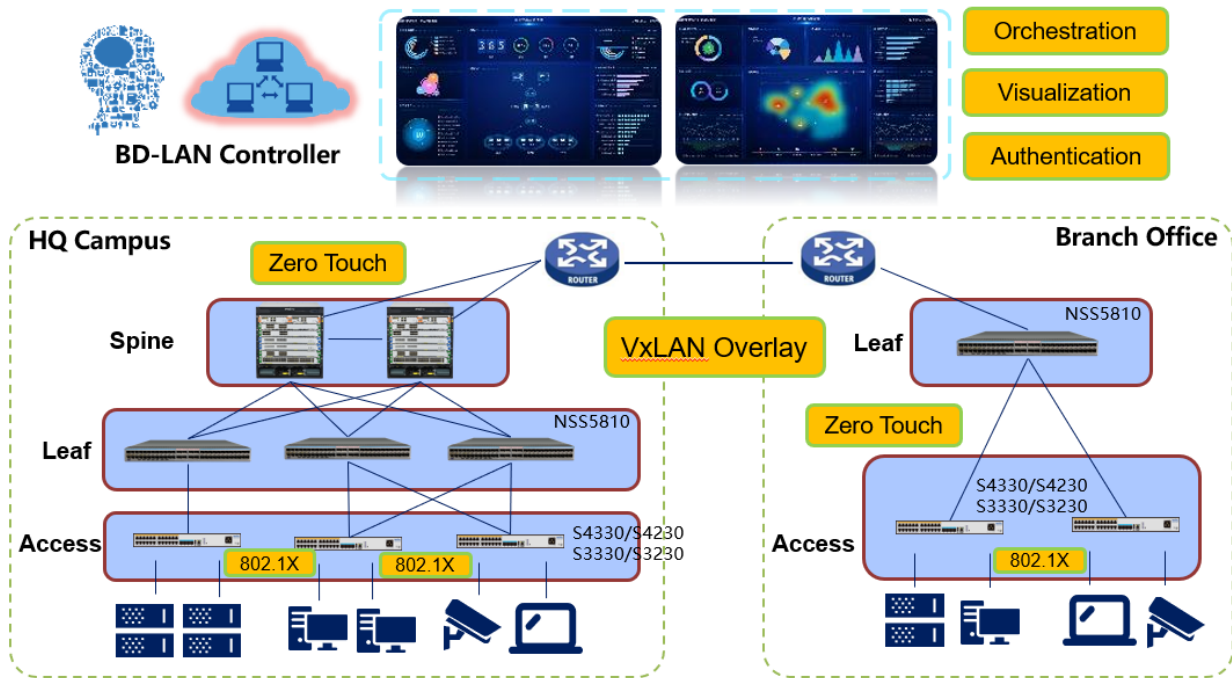 Orchestration
Visualization
Authentication
BD-LAN Controller
365
HQ Campus
Zero Touch
ROUTER
ROUTER
Branch Office
Spine
VxLAN Overlay
Leaf
NSS5810
NSS5810
Leaf
Zero Touch
Access
S4330/S4230
S3330/S3230
802.1X
802.1X
Access
S4330/S4230
S3330/S3230
802.1X